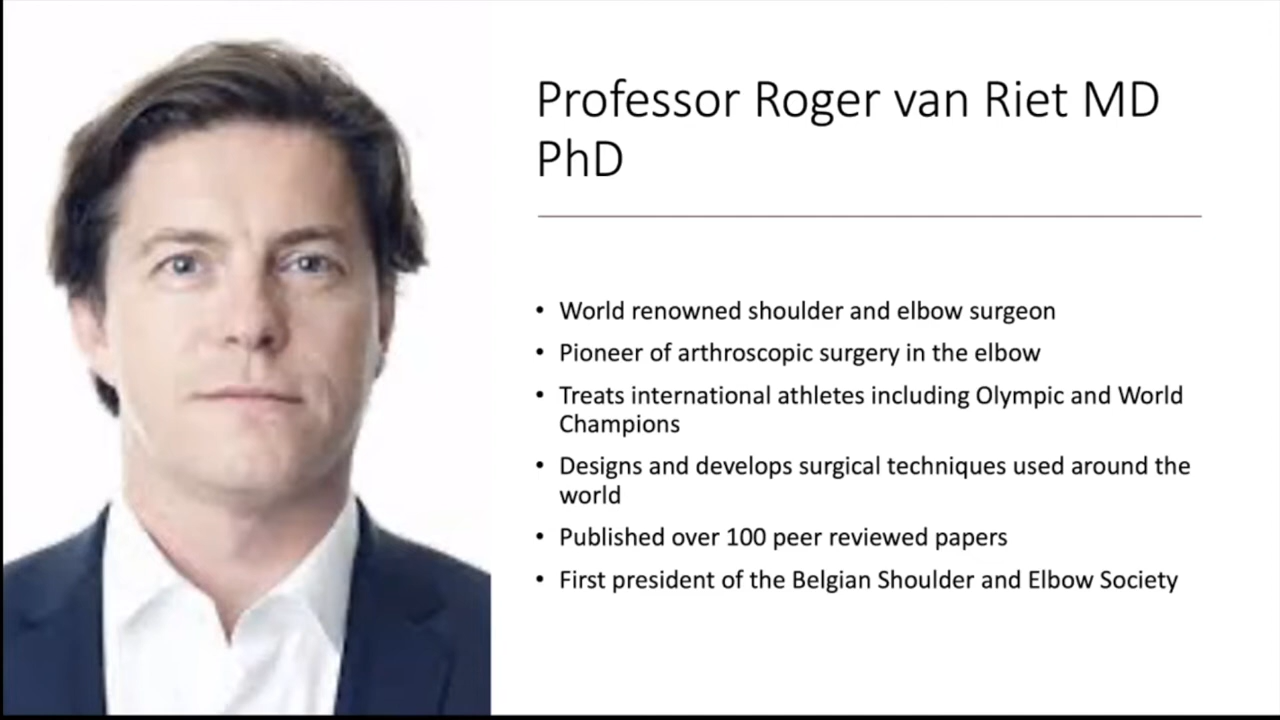 Professor Roger van Riet MD
PhD
• World renowned shoulder and elbow surgeon
• Pioneer of arthroscopic surgery in the elbow
• Treats international athletes including Olympic and World
Champions
• Designs and develops surgical techniques used around the
world
• Published over 100 peer reviewed papers
• First president of the Belgian Shoulder and Elbow Society